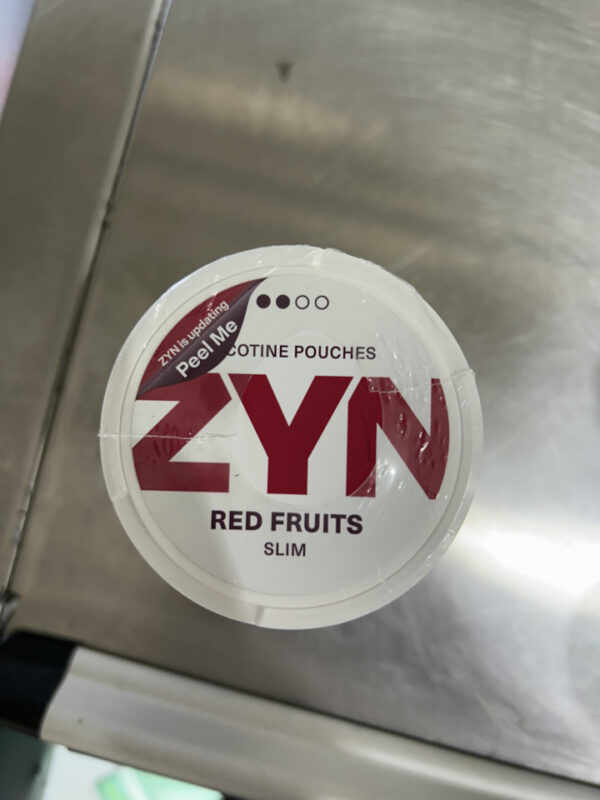 ZYN is updating
Peel Me
COTINE POUCHES
ZYN
RED FRUITS
SLIM